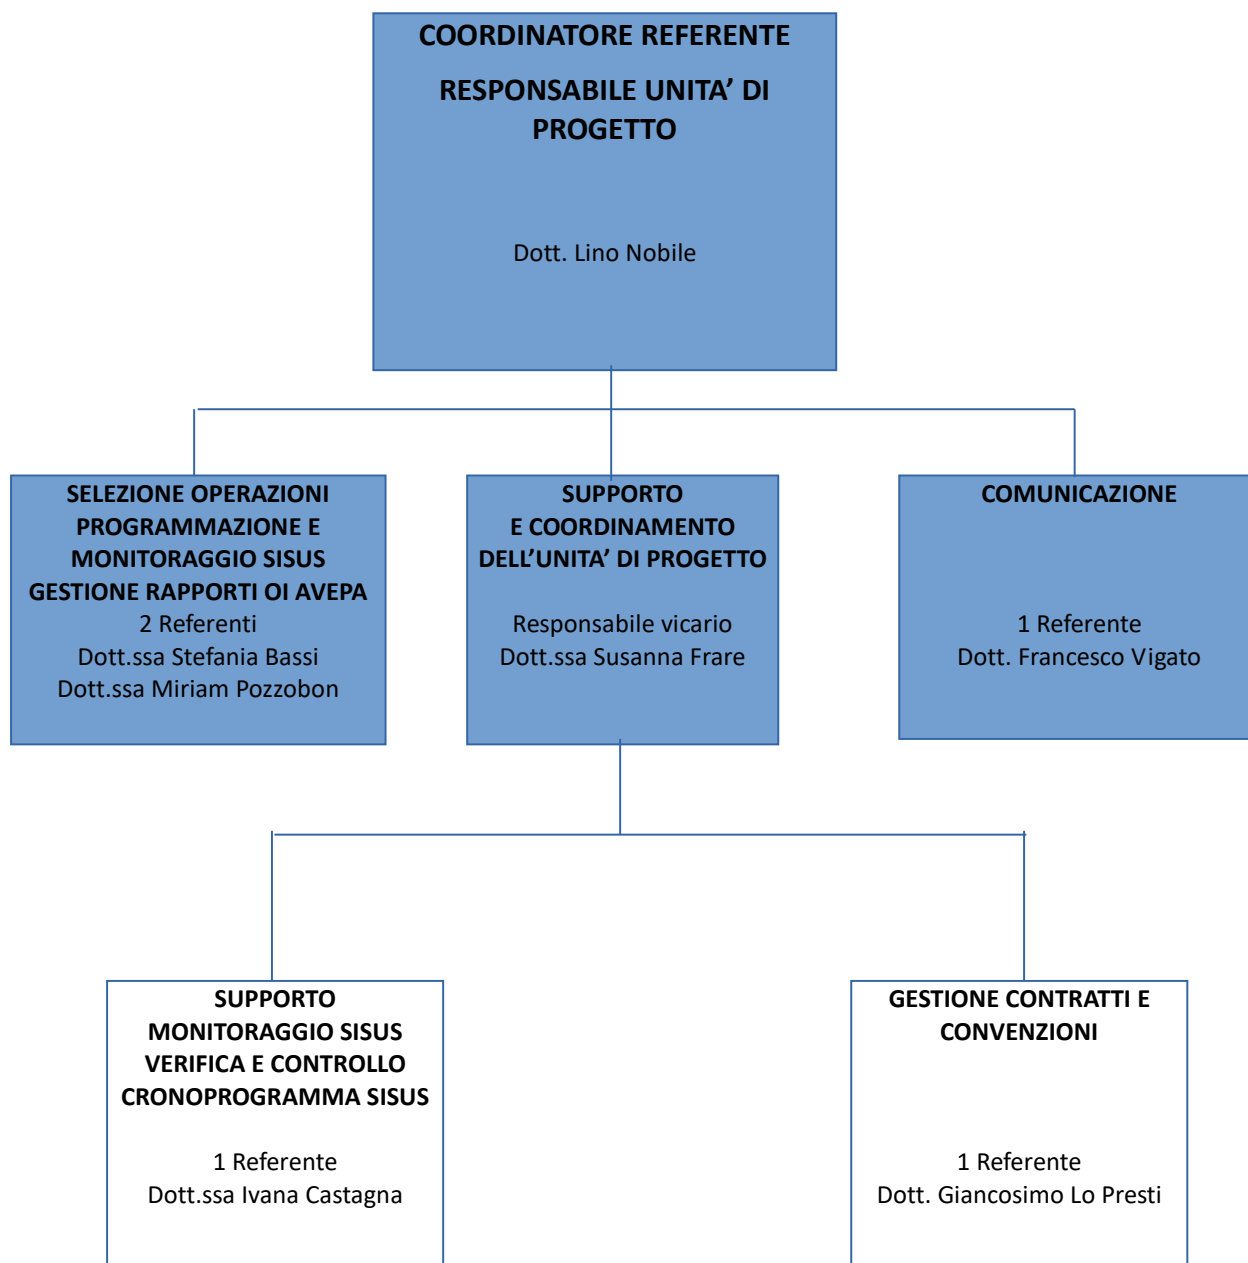 COORDINATORE REFERENTE
RESPONSABILE UNITA’ DI
PROGETTO
Dott. Lino Nobile
SELEZIONE OPERAZIONI
PROGRAMMAZIONE E
MONITORAGGIO SISUS
GESTIONE RAPPORTI OI AVEPA
2 Referenti
Dott.ssa Stefania Bassi
Dott.ssa Miriam Pozzobon
SUPPORTO
E COORDINAMENTO
DELL’UNITA’ DI PROGETTO
Responsabile vicario
Dott.ssa Susanna Frare
COMUNICAZIONE
1 Referente
Dott. Francesco Vigato
SUPPORTO
MONITORAGGIO SISUS
VERIFICA E CONTROLLO
CRONOPROGRAMMA SISUS
1 Referente
Dott.ssa Ivana Castagna
GESTIONE CONTRATTI E
CONVENZIONI
1 Referente
Dott. Giancosimo Lo Presti